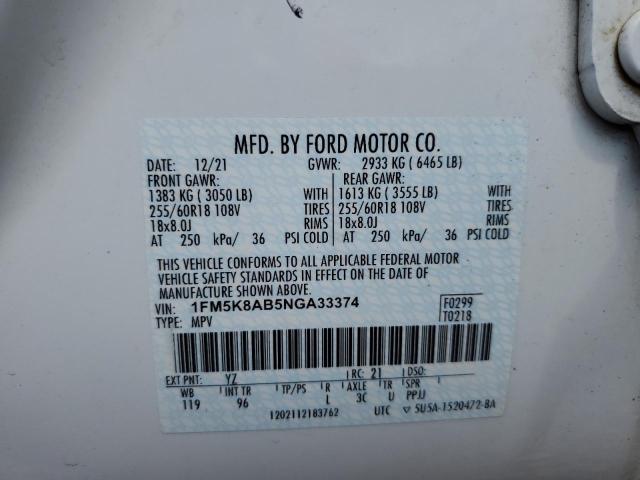 MFD. BY FORD MOTOR CO.
DATE: 12/21 GVWR: 2933 KG ( 6465 LB)
FRONT GAWR: REAR GAWR:
1383 KG ( 3050 LB) WITH 1613 KG ( 3555 LB) WITH
255/60R18 108V TIRES 255/60R18 108V TIRES
18x8.0J RIMS 18x8.0J RIMS
AT 250 kPa/ 36 PSI COLD AT 250 kPa/ 36 PSI COLD
THIS VEHICLE CONFORMS TO ALL APPLICABLE FEDERAL MOTOR
VEHICLE SAFETY STANDARDS IN EFFECT ON THE DATE OF
MANUFACTURE SHOWN ABOVE.
VIN: 1FM5K8AB5NGA33374 F0299
TYPE: MPV T0218
EXT PNT: YZ RC: 21 DSO:
WB INT TR TP/PS R AXLE TR SPR
119 96 L 3C U PPJJ
1202112183762 UTC ▽ 5U5A-1520472-BA